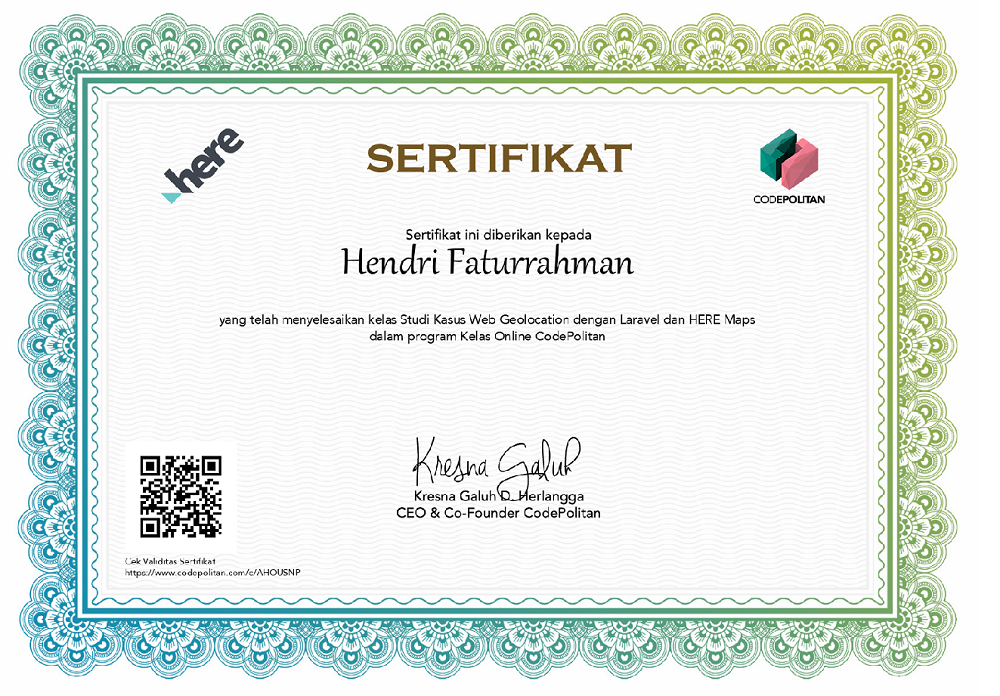 here
SERTIFIKAT
CODEPOLITAN
Sertifikat ini diberikan kepada
Hendri Faturrahman
yang telah menyelesaikan kelas Studi Kasus Web Geolocation dengan Laravel dan HERE Maps
dalam program Kelas Online CodePolitan
Kresna Galuh
Kresna Galuh D. Herlangga
CEO & Co-Founder CodePolitan
Cek Validitas Sertifikat
https://www.codepolitan.com/c/AHOUSNP